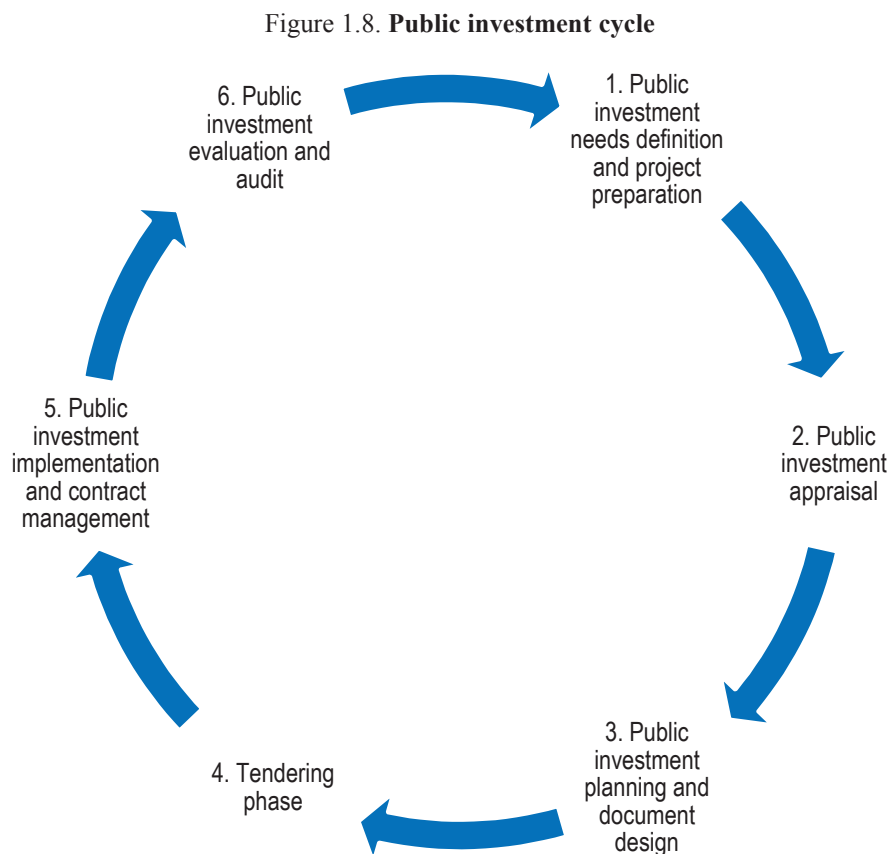 Figure 1.8. Public investment cycle
1. Public
investment
needs definition
and project
preparation
2. Public
investment
appraisal
3. Public
investment
planning and
document
design
4. Tendering
phase
5. Public
investment
implementation
and contract
management
6. Public
investment
evaluation and
audit